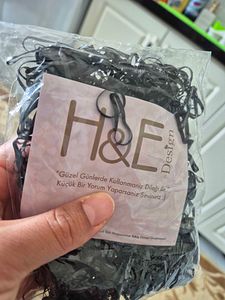 H&E
Design
"Güzel Günlerde Kullanmanız Dileği ile"
Küçük Bir Yorum Yaparsanız Seviniriz :)